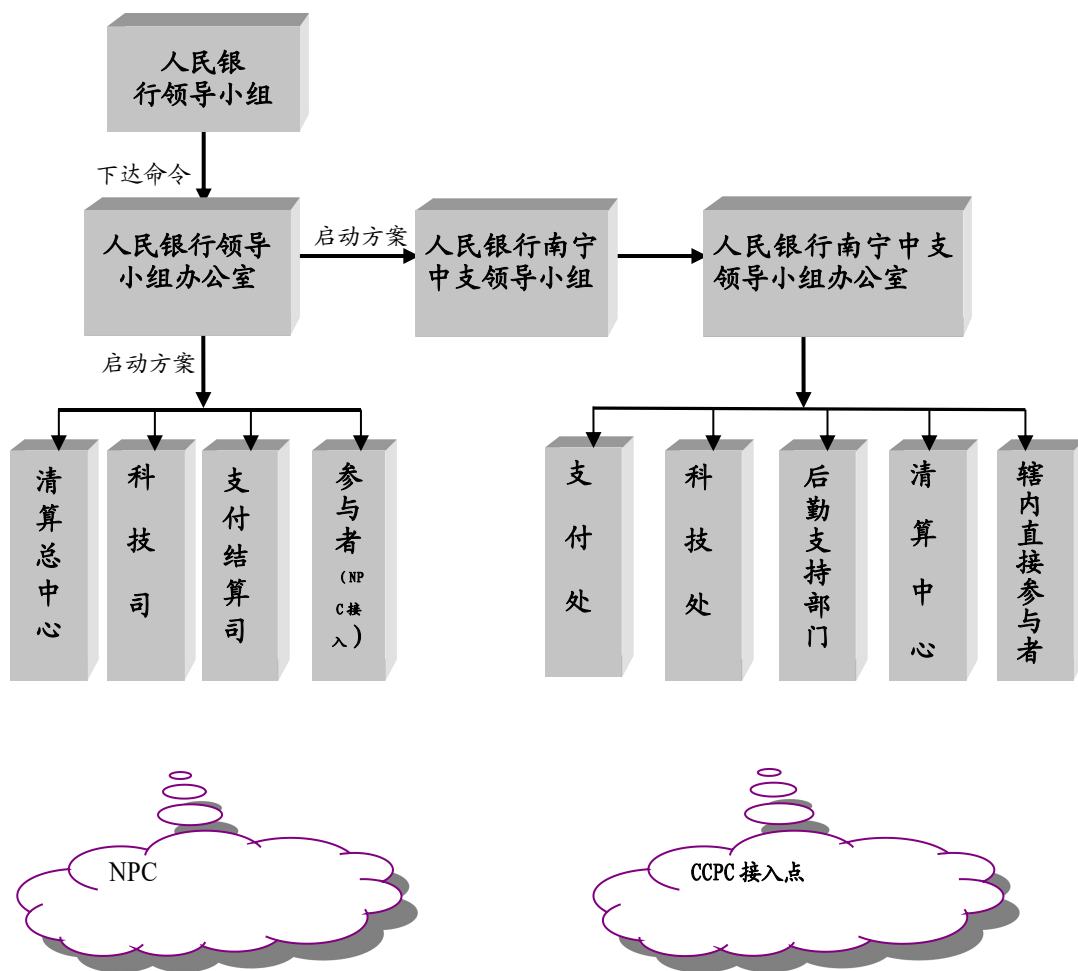 人民银
行领导小组
下达命令
人民银行领导
小组办公室
启动方案
人民银行南宁
中支领导小组
人民银行南宁中支
领导小组办公室
启动方案
清算总中心
科技司
支付结算司
参与者(NPC接入)
支付处
科技处
后勤支持部门
清算中心
辖内直接参与者
NPC
CCPC 接入点